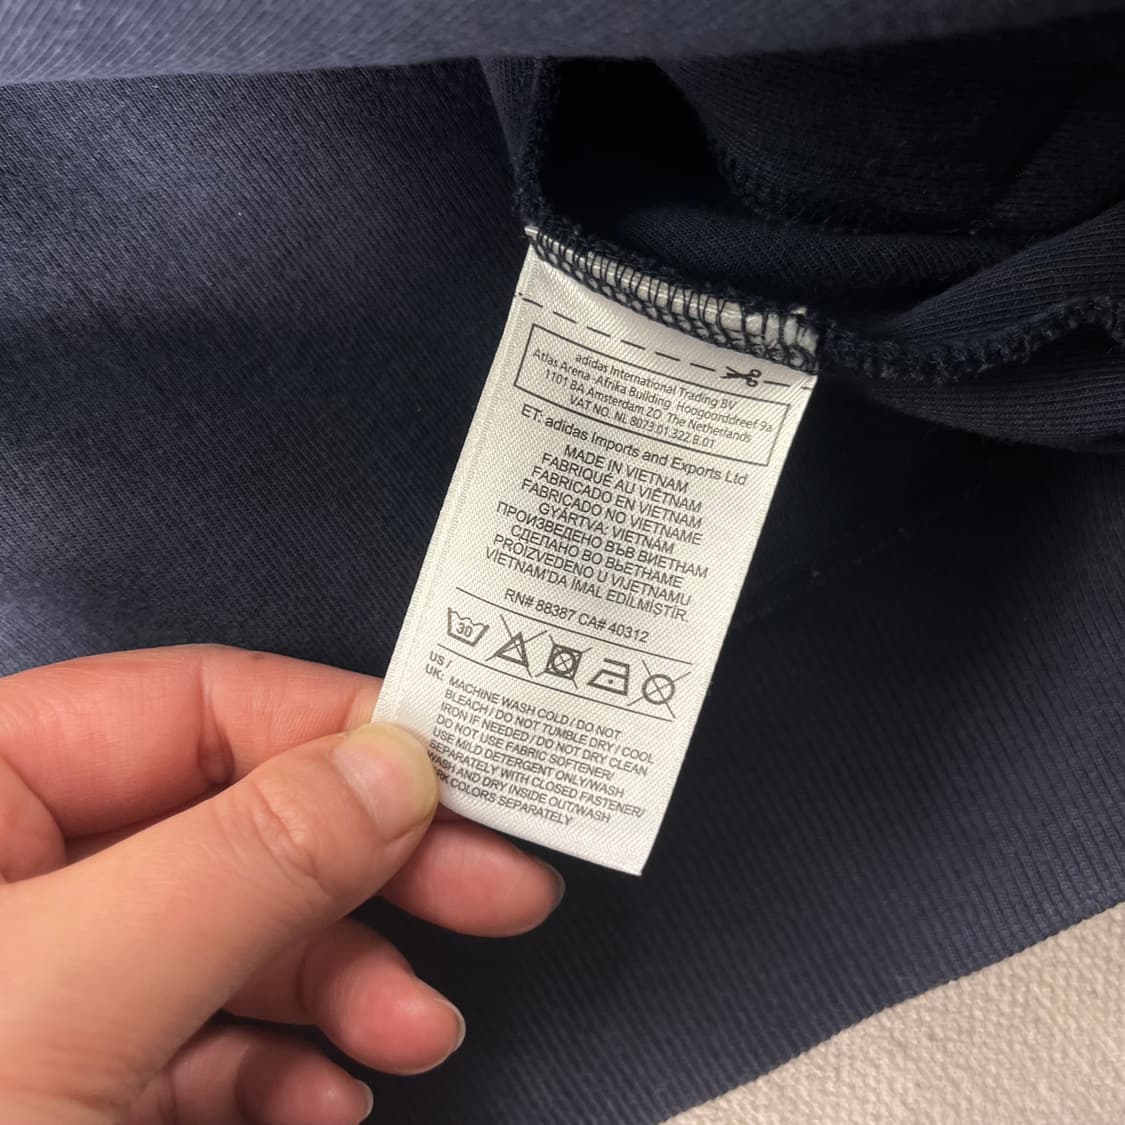 adidas International Trading BV
Atlas Arena -Afrika Building, Hoogoorddreef 9a
1101 BA Amsterdam ZO, The Netherlands
VAT NO. NL 8073.01.322.B.01
ET: adidas Imports and Exports Ltd
MADE IN VIETNAM
FABRIQUÉ AU VIÊTNAM
FABRICADO EN VIETNAM
FABRICADO NO VIETNAME
GYÁRTVA: VIETNÁM
ПРОИЗВЕДЕНО ВЪВ ВИЕТНАМ
СДЕЛАНО ВО ВЬЕТНАМЕ
PROIZVEDENO U VIJETNAMU
VİETNAM'DA İMAL EDİLMİŞTİR.
RN# 88387 CA# 40312
30
US /
UK: MACHINE WASH COLD / DO NOT
BLEACH / DO NOT TUMBLE DRY / COOL
IRON IF NEEDED / DO NOT DRY CLEAN
DO NOT USE FABRIC SOFTENER/
USE MILD DETERGENT ONLY/WASH
SEPARATELY WITH CLOSED FASTENER/
WASH AND DRY INSIDE OUT/WASH
COLORS SEPARATELY